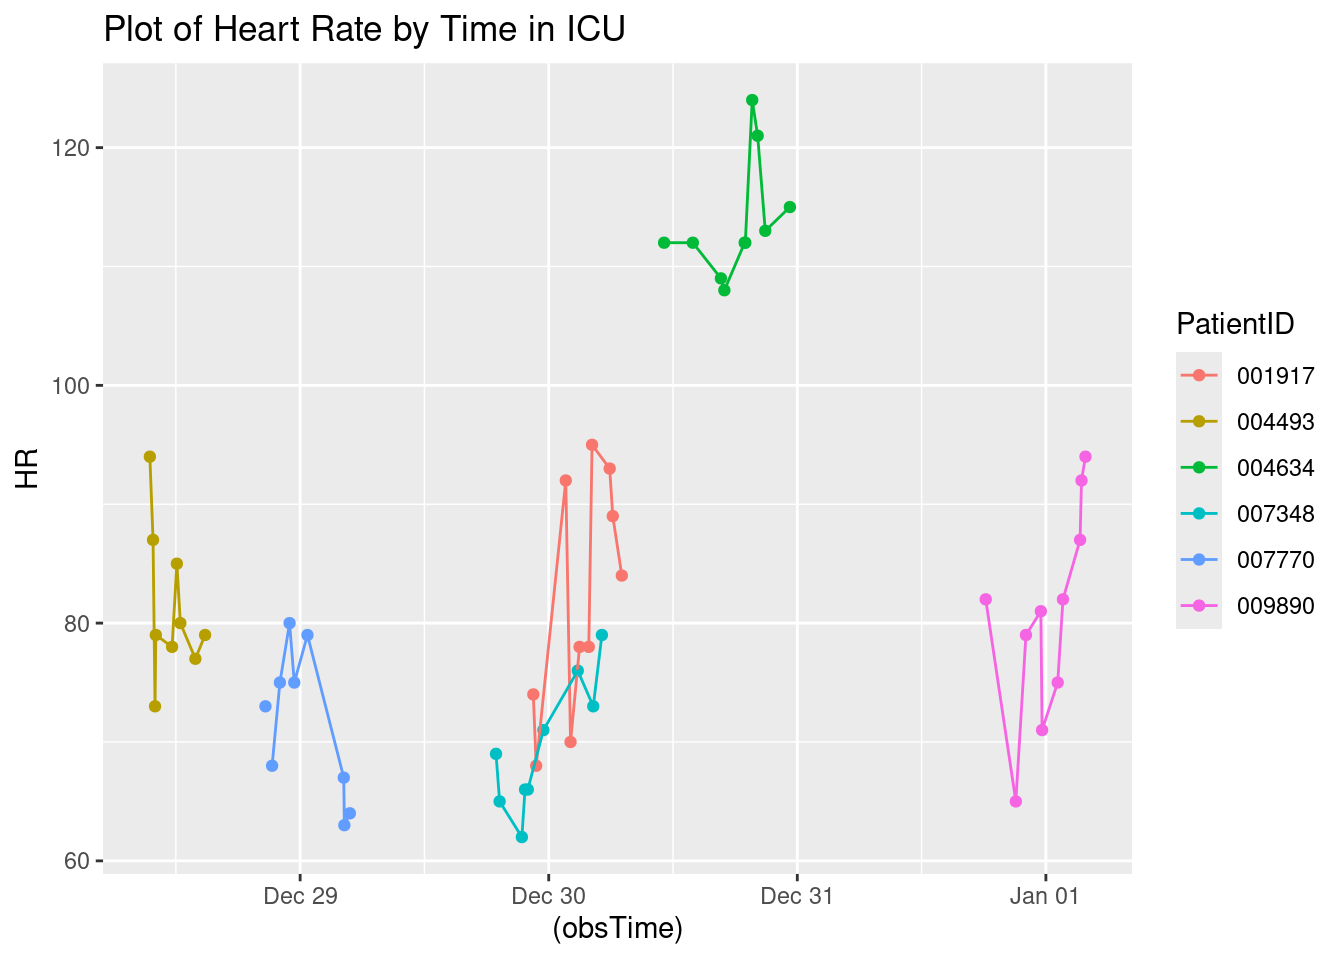 Plot of Heart Rate by Time in ICU
120
100
80
60
HR
Dec 29
Dec 30
Dec 31
Jan 01
(obsTime)
PatientID
001917
004493
004634
007348
007770
009890